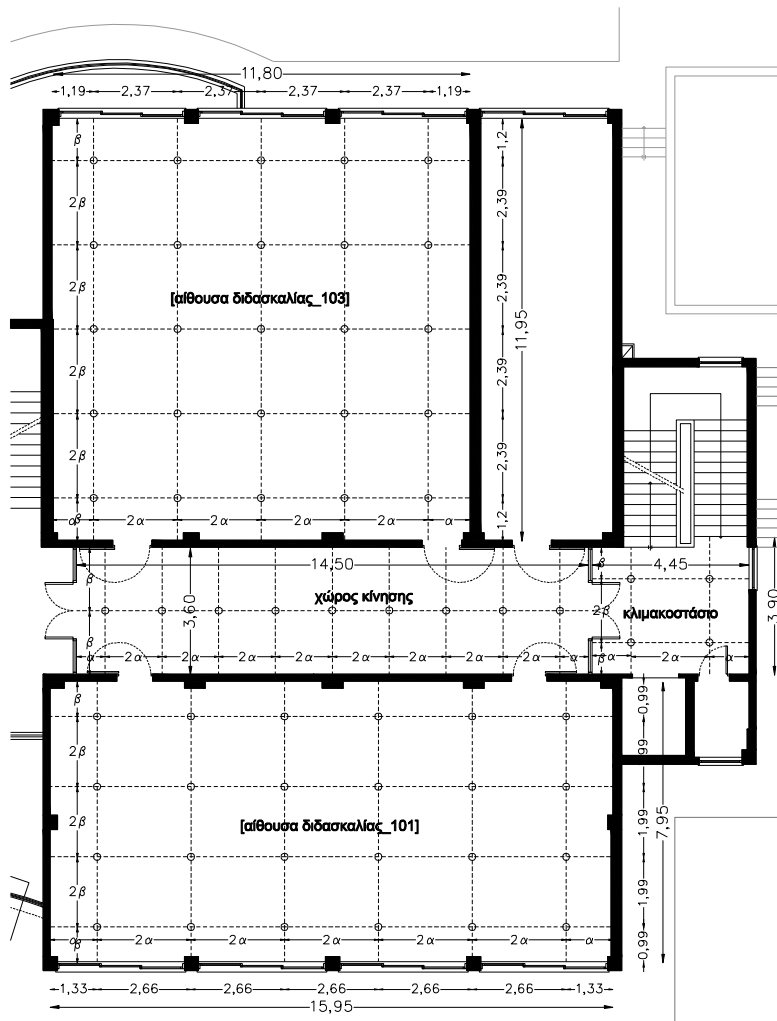 11,80
1,19 2,37 2,37 2,37 2,37 1,19
β
1,2
2β
2,39
2β
2,39
[αίθουσα διδασκαλίας_103]
11,95
2β
2,39
2β
2,39
α 2α 2α 2α 2α α
β
1,2
14,50
4,45
β
β
χώρος κίνησης
3,60
2β
κλιμακοστάσιο
3,90
β
β
α 2α 2α 2α 2α 2α 2α 2α 2α α
α 2α α
β
0,99
2β
99
2β
1,99
[αίθουσα διδασκαλίας_101]
7,95
2β
1,99
α 2α 2α 2α 2α 2α α
β
0,99
1,33 2,66 2,66 2,66 2,66 2,66 1,33
15,95